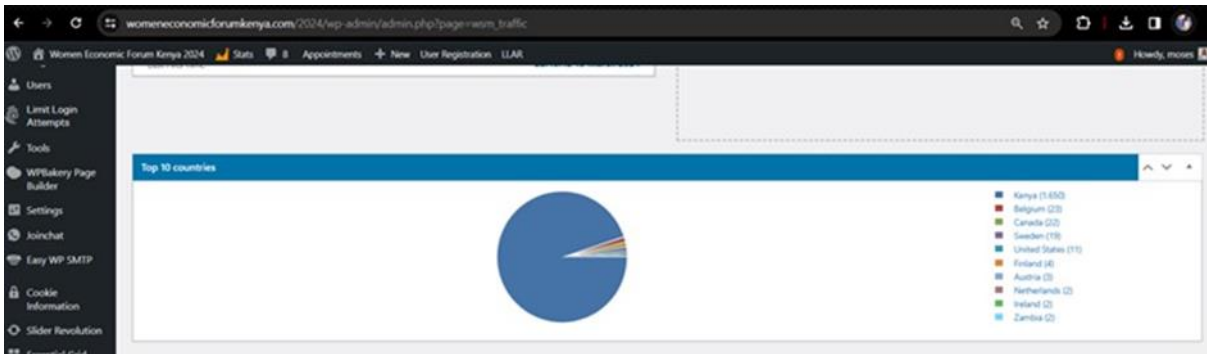 womeneconomicforumkenya.com/2024/wp-admin/admin.php?page=wsm_traffic
Women Economic Forum Kenya 2024 Stats 8 Appointments + New User Registration LLAR Howdy, moses
Users
Limit Login
Attempts
Tools
WPBakery Page
Builder
Settings
Joinchat
Easy WP SMTP
Cookie
Information
Slider Revolution
Top 10 countries
Kenya (1.650)
Belgium (23)
Canada (22)
Sweden (19)
United States (11)
Finland (4)
Austria (3)
Netherlands (2)
Ireland (2)
Zambia (2)